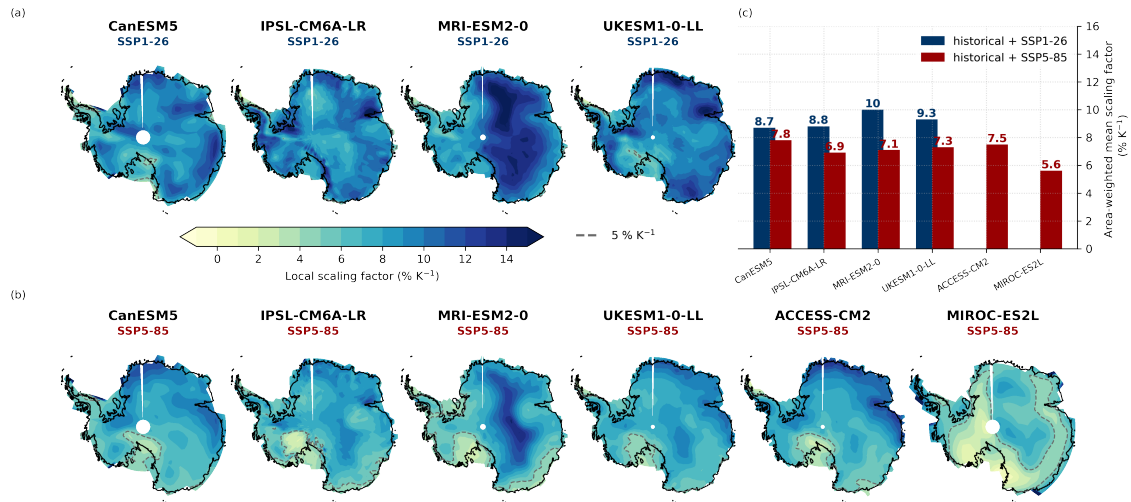 (a)
CanESM5
SSP1-26
IPSL-CM6A-LR
SSP1-26
MRI-ESM2-0
SSP1-26
UKESM1-0-LL
SSP1-26
0 2 4 6 8 10 12 14
Local scaling factor (% K⁻¹)
5 % K⁻¹
(c)
historical + SSP1-26
historical + SSP5-85
8.7
7.8
8.8
6.9
10
7.1
9.3
7.3
7.5
5.6
0
2
4
6
8
10
12
14
16
Area-weighted mean scaling factor
(% K⁻¹)
CanESM5
IPSL-CM6A-LR
MRI-ESM2-0
UKESM1-0-LL
ACCESS-CM2
MIROC-ES2L
(b)
CanESM5
SSP5-85
IPSL-CM6A-LR
SSP5-85
MRI-ESM2-0
SSP5-85
UKESM1-0-LL
SSP5-85
ACCESS-CM2
SSP5-85
MIROC-ES2L
SSP5-85